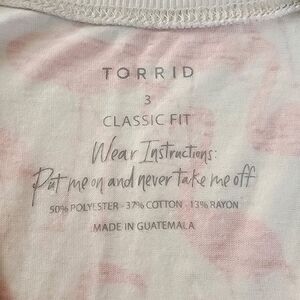 TORRID
3
CLASSIC FIT
Wear Instructions:
Put me on and never take me off
50% POLYESTER - 37% COTTON - 13% RAYON
MADE IN GUATEMALA